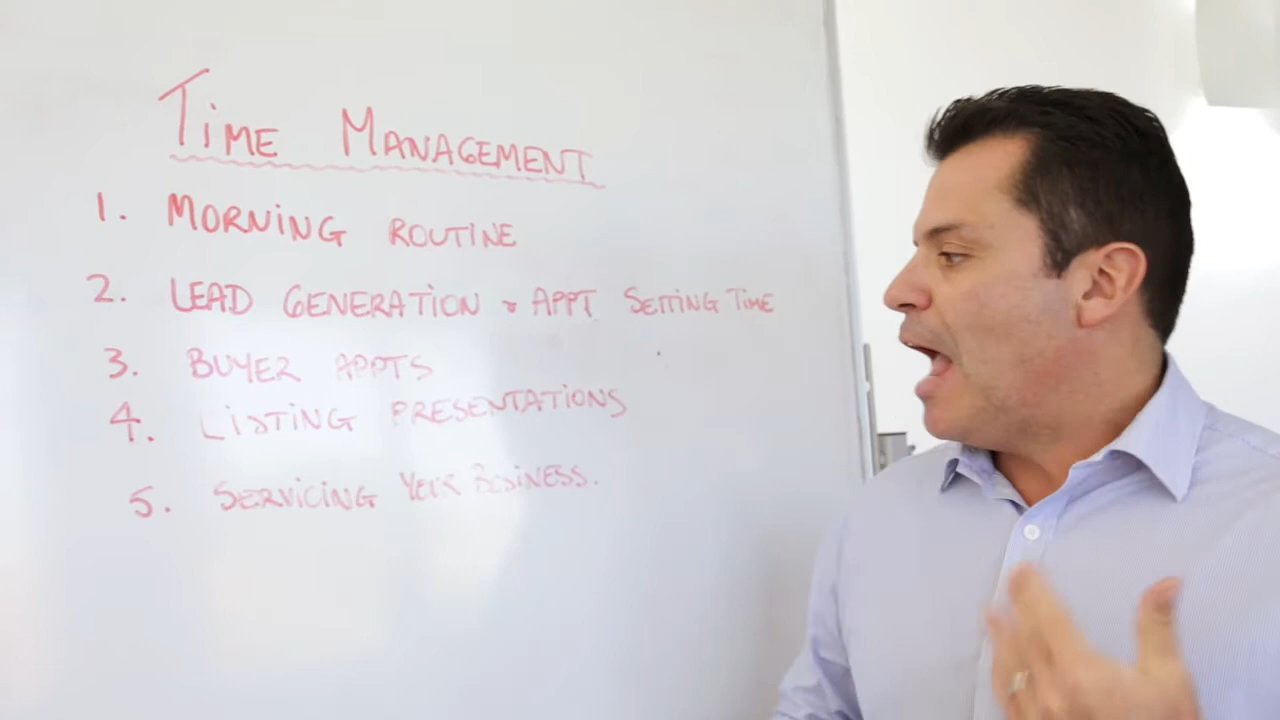 TIME MANAGEMENT
1. MORNING ROUTINE
2. LEAD GENERATION & APPT SETTING TIME
3. BUYER APPTS
4. LISTING PRESENTATIONS
5. SERVICING YOUR BUSINESS.